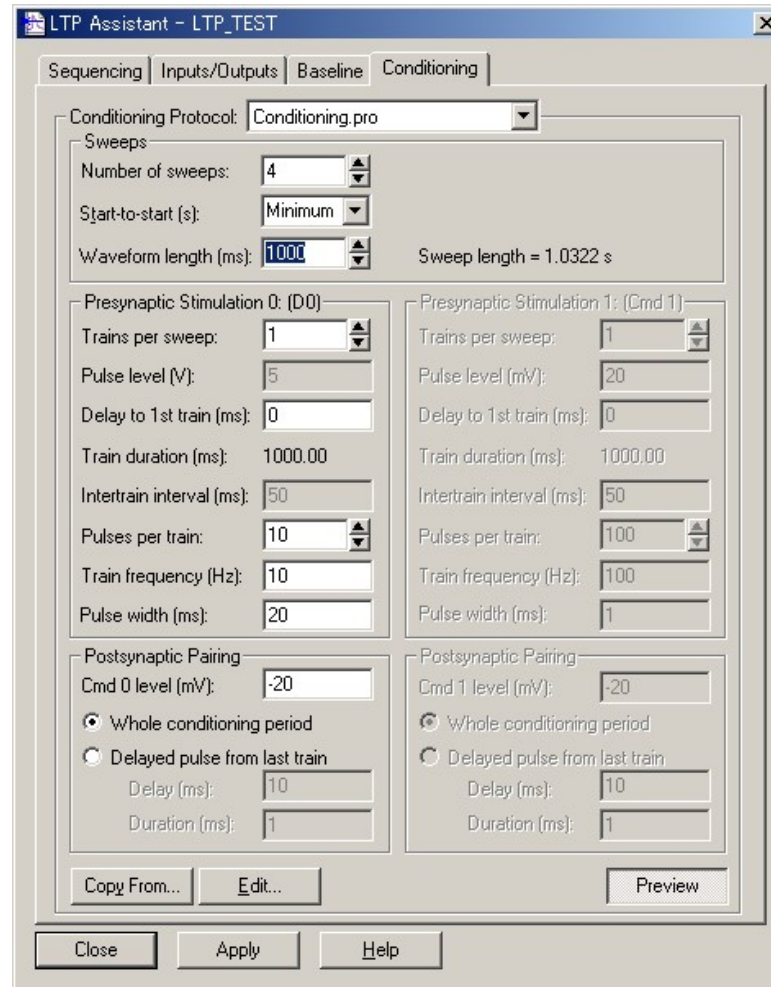 LTP Assistant - LTP_TEST
Sequencing Inputs/Outputs Baseline Conditioning
Conditioning Protocol: Conditioning.pro
Sweeps
Number of sweeps: 4
Start-to-start (s): Minimum
Waveform length (ms): 1000 Sweep length = 1.0322 s
Presynaptic Stimulation 0: (D0)
Trains per sweep: 1
Pulse level (V): 5
Delay to 1st train (ms): 0
Train duration (ms): 1000.00
Intertrain interval (ms): 50
Pulses per train: 10
Train frequency (Hz): 10
Pulse width (ms): 20
Presynaptic Stimulation 1: (Cmd 1)
Trains per sweep: 1
Pulse level (mV): 20
Delay to 1st train (ms): 0
Train duration (ms): 1000.00
Intertrain interval (ms): 50
Pulses per train: 100
Train frequency (Hz): 100
Pulse width (ms): 1
Postsynaptic Pairing
Cmd 0 level (mV): -20
Whole conditioning period
Delayed pulse from last train
Delay (ms): 10
Duration (ms): 1
Postsynaptic Pairing
Cmd 1 level (mV): -20
Whole conditioning period
Delayed pulse from last train
Delay (ms): 10
Duration (ms): 1
Copy From... Edit... Preview
Close Apply Help